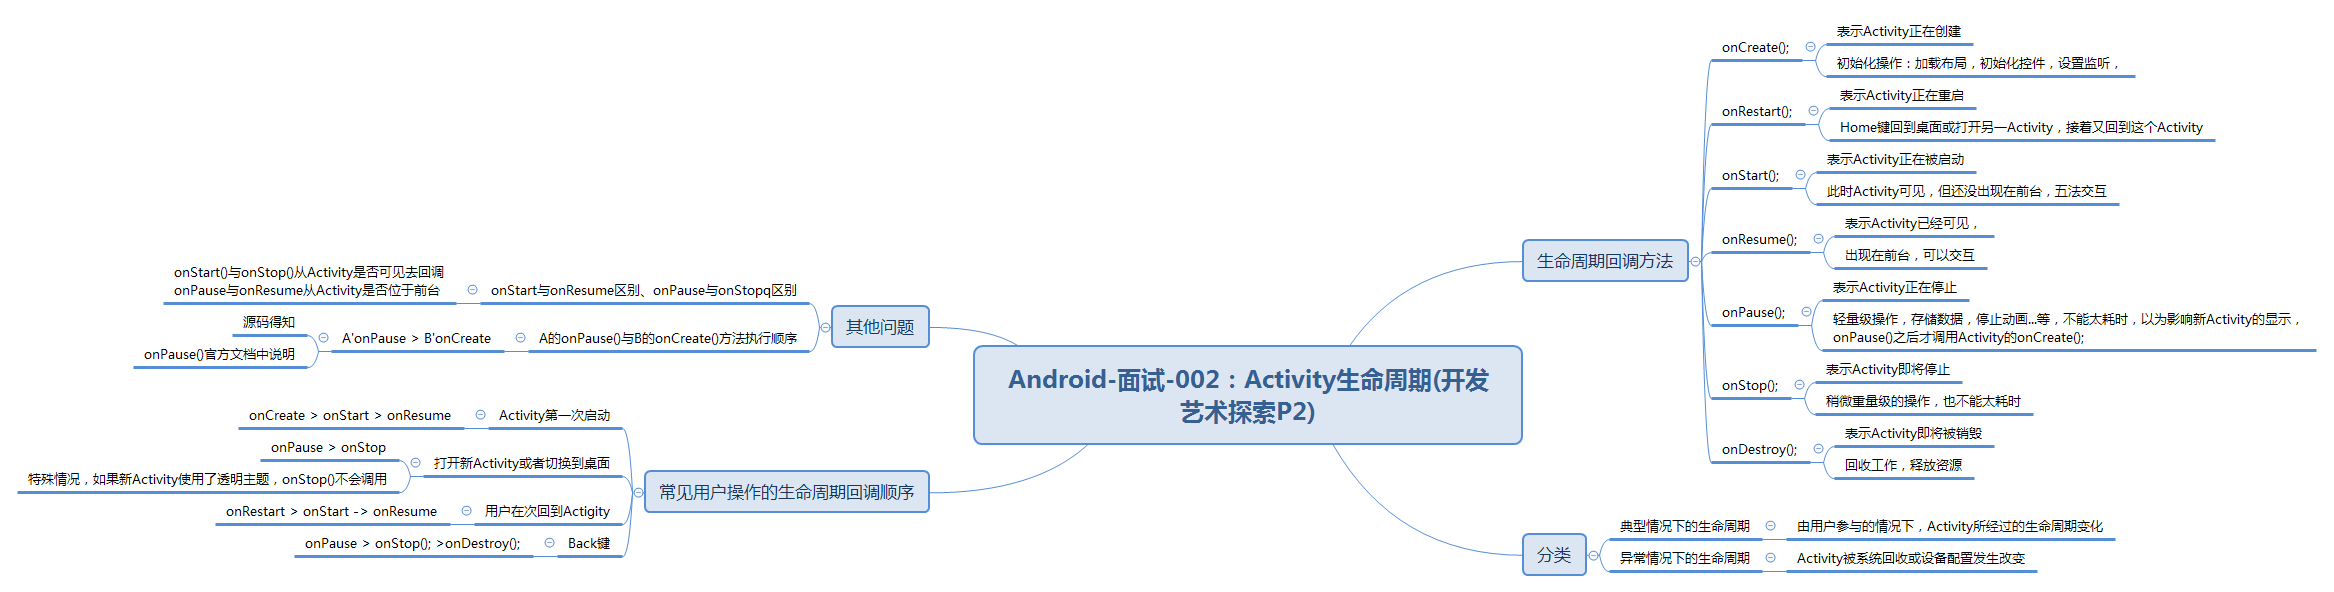 Android-面试-002：Activity生命周期(开发
艺术探索P2)
生命周期回调方法
onCreate();
表示Activity正在创建
初始化操作：加载布局，初始化控件，设置监听，
onRestart();
表示Activity正在重启
Home键回到桌面或打开另一Activity，接着又回到这个Activity
onStart();
表示Activity正在被启动
此时Activity可见，但还没出现在前台，五法交互
onResume();
表示Activity已经可见，
出现在前台，可以交互
onPause();
表示Activity正在停止
轻量级操作，存储数据，停止动画...等，不能太耗时，以为影响新Activity的显示，
onPause()之后才调用Activity的onCreate();
onStop();
表示Activity即将停止
稍微重量级的操作，也不能太耗时
onDestroy();
表示Activity即将被销毁
回收工作，释放资源
分类
典型情况下的生命周期
由用户参与的情况下，Activity所经过的生命周期变化
异常情况下的生命周期
Activity被系统回收或设备配置发生改变
其他问题
onStart与onResume区别、onPause与onStopq区别
onStart()与onStop()从Activity是否可见去回调
onPause与onResume从Activity是否位于前台
A的onPause()与B的onCreate()方法执行顺序
A'onPause > B'onCreate
源码得知
onPause()官方文档中说明
常见用户操作的生命周期回调顺序
Activity第一次启动
onCreate > onStart > onResume
打开新Activity或者切换到桌面
onPause > onStop
特殊情况，如果新Activity使用了透明主题，onStop()不会调用
用户在次回到Actigity
onRestart > onStart -> onResume
Back键
onPause > onStop(); >onDestroy();